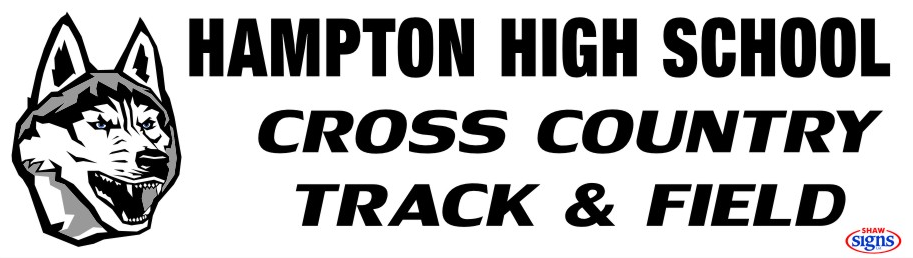 HAMPTON HIGH SCHOOL
CROSS COUNTRY
TRACK & FIELD
SHAW
signs